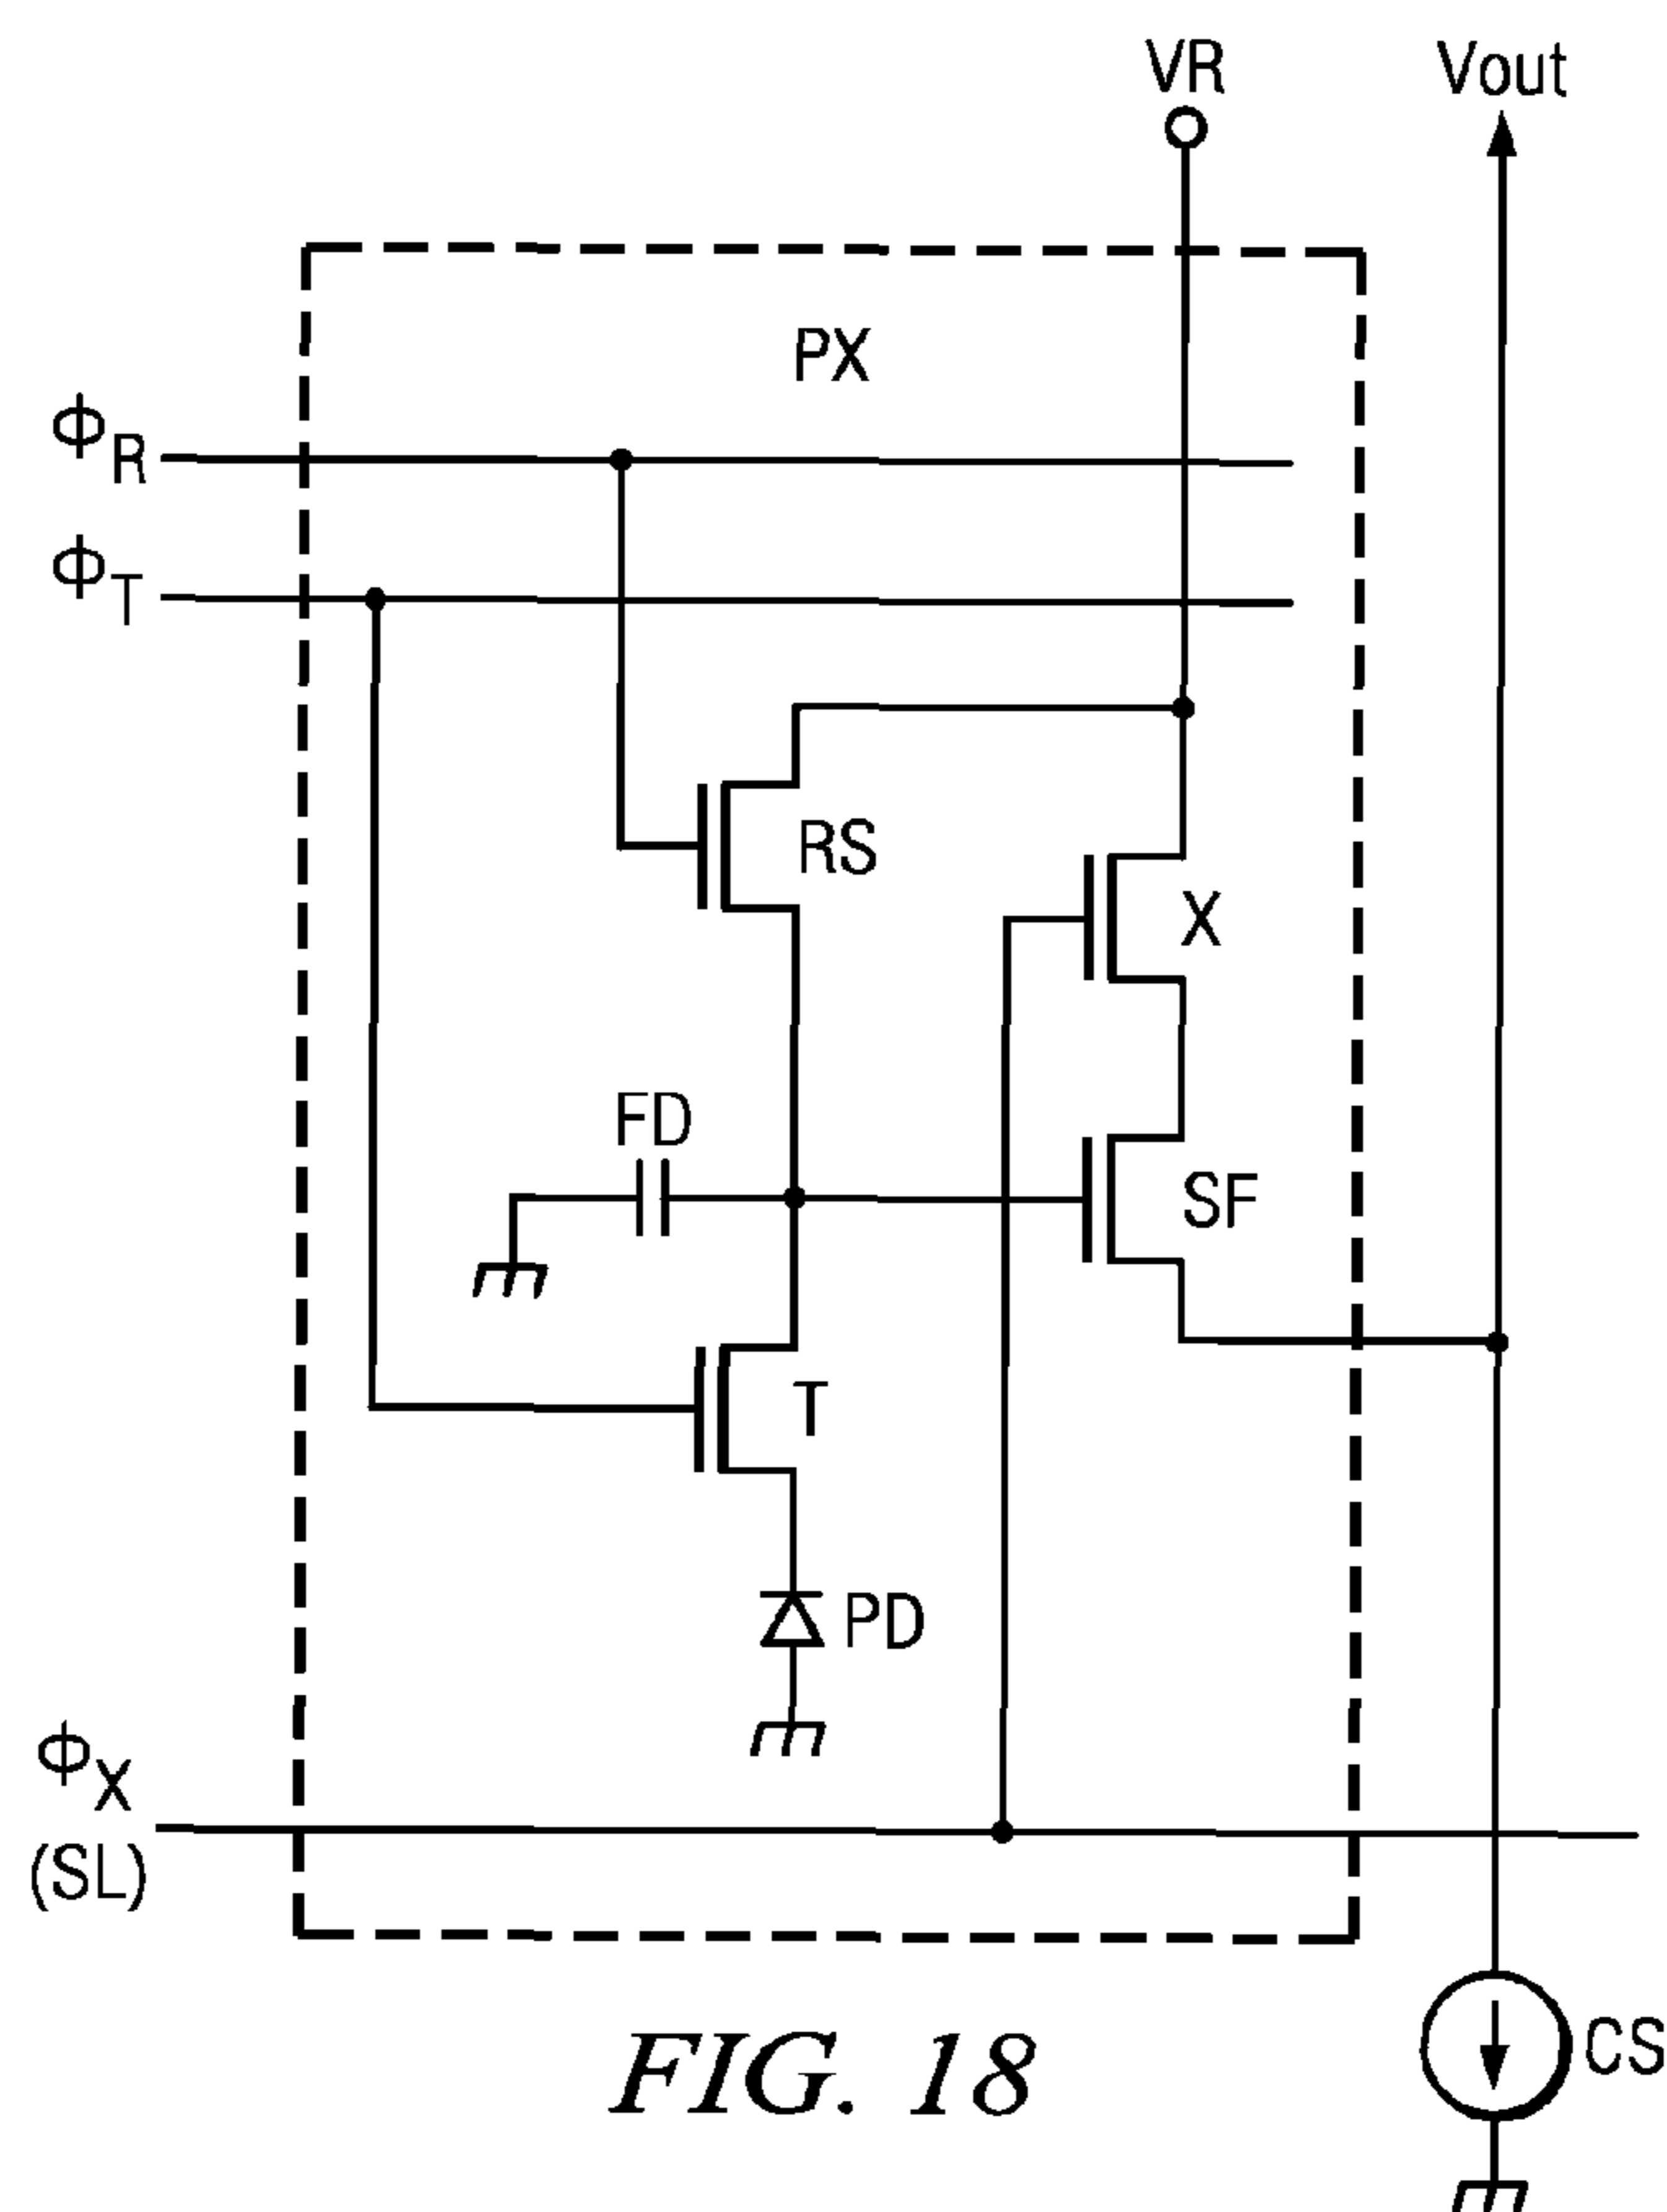 VR
Vout
PX
ΦR
ΦT
RS
X
FD
SF
T
PD
ΦX
(SL)
CS
FIG. 18